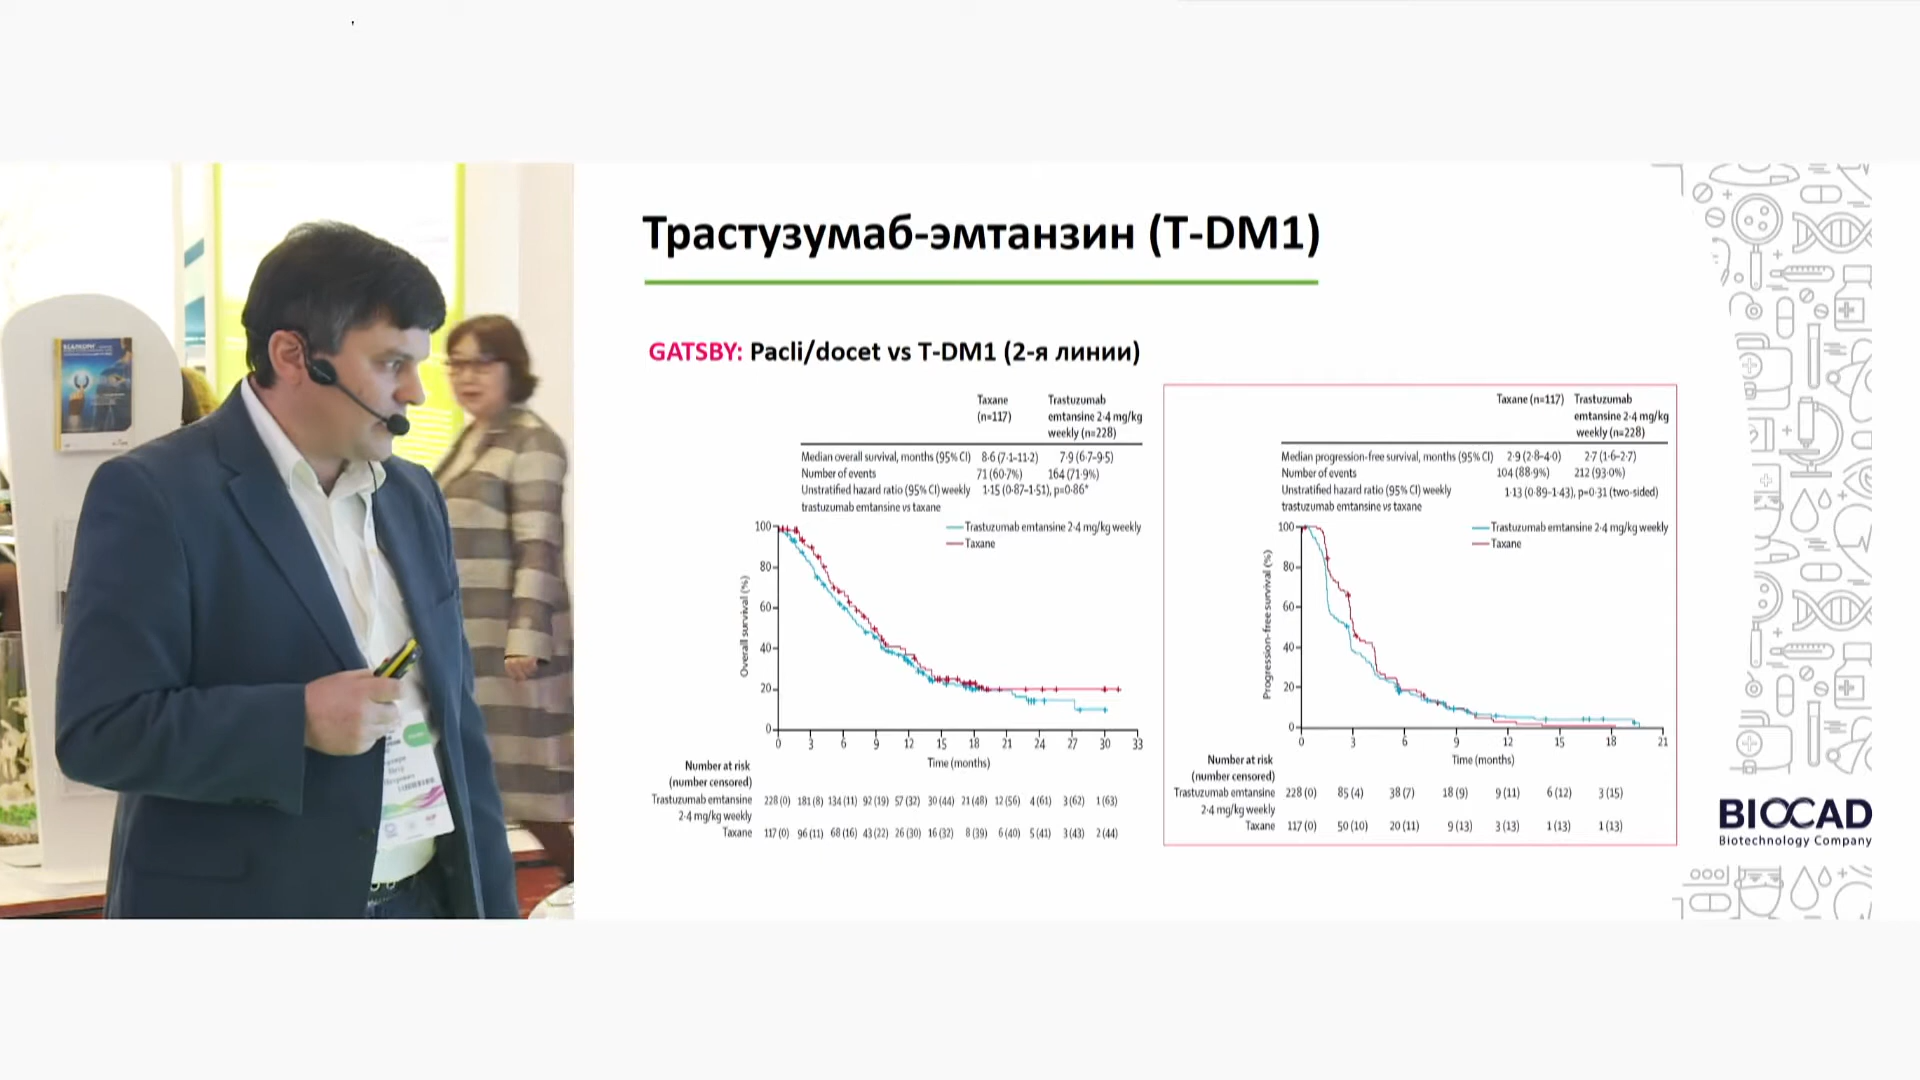 Трастузумаб-эмтанзин (T-DM1)
GATSBY: Pacli/docet vs T-DM1 (2-я линии)
Taxane (n=117)
Trastuzumab emtansine 2·4 mg/kg weekly (n=228)
Median overall survival, months (95% CI) 8·6 (7·1–11·2) 7·9 (6·7–9·5)
Number of events 71 (60·7%) 164 (71·9%)
Unstratified hazard ratio (95% CI) weekly 1·15 (0·87–1·51), p=0·86*
trastuzumab emtansine vs taxane
Trastuzumab emtansine 2·4 mg/kg weekly
Taxane
Overall survival (%)
100
80
60
40
20
0
0 3 6 9 12 15 18 21 24 27 30 33
Time (months)
Number at risk
(number censored)
Trastuzumab emtansine 228 (0) 181 (8) 134 (11) 92 (19) 57 (32) 30 (44) 21 (48) 12 (56) 4 (61) 3 (62) 1 (63)
2·4 mg/kg weekly
Taxane 117 (0) 96 (11) 68 (16) 43 (22) 26 (30) 16 (32) 8 (39) 6 (40) 5 (41) 3 (43) 2 (44)
Taxane (n=117)
Trastuzumab emtansine 2·4 mg/kg weekly (n=228)
Median progression-free survival, months (95% CI) 2·9 (2·8–4·0) 2·7 (1·6–2·7)
Number of events 104 (88·9%) 212 (93·0%)
Unstratified hazard ratio (95% CI) weekly 1·13 (0·89–1·43), p=0·31 (two-sided)
trastuzumab emtansine vs taxane
Trastuzumab emtansine 2·4 mg/kg weekly
Taxane
Progression-free survival (%)
100
80
60
40
20
0
0 3 6 9 12 15 18 21
Time (months)
Number at risk
(number censored)
Trastuzumab emtansine 228 (0) 85 (4) 38 (7) 18 (9) 9 (11) 6 (12) 3 (15)
2·4 mg/kg weekly
Taxane 117 (0) 50 (10) 20 (11) 9 (13) 3 (13) 1 (13) 1 (13)
BIOCAD
Biotechnology Company